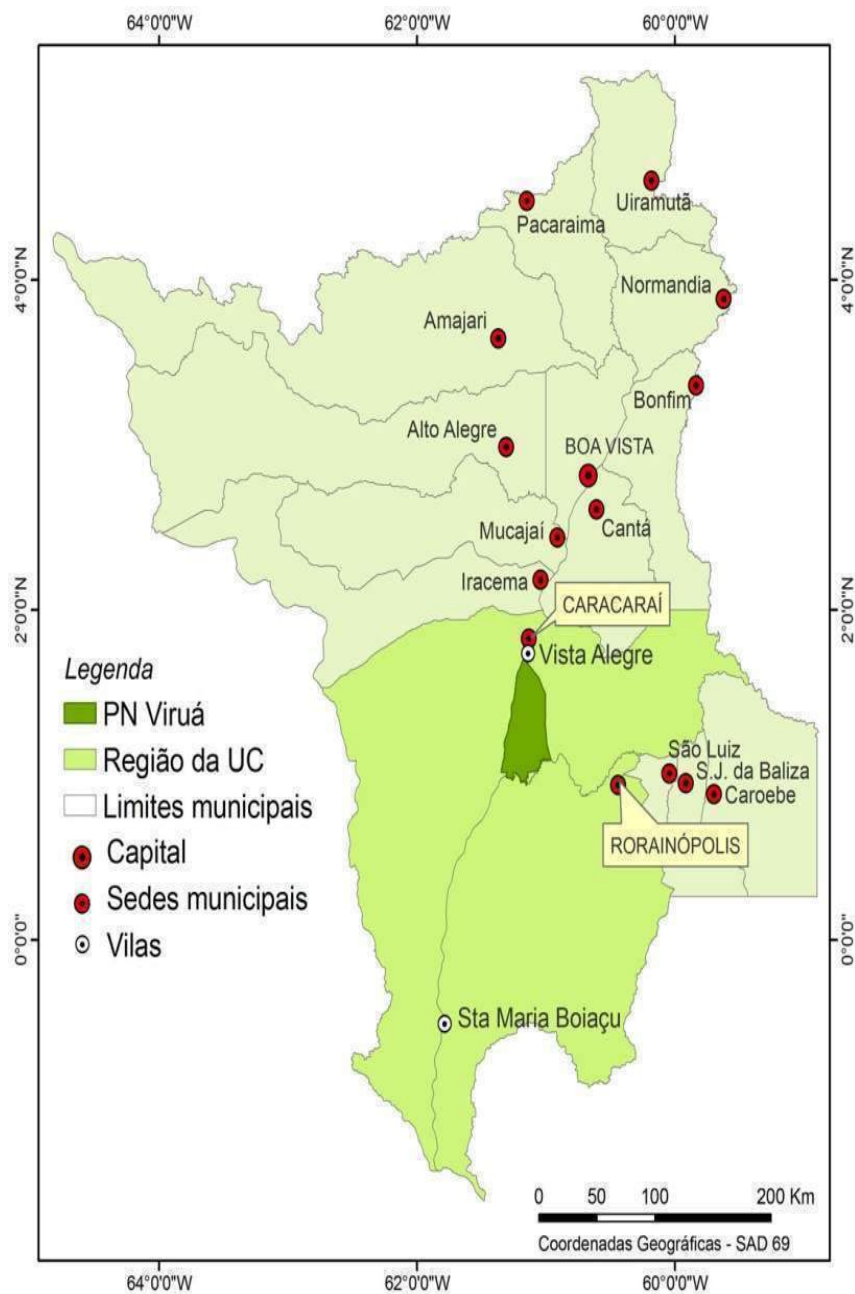 64°0'0"W 62°0'0"W 60°0'0"W
Uiramutã
Pacaraima
4°0'0"N 4°0'0"N
Normandia
Amajari
Bonfim
Alto Alegre
BOA VISTA
Cantá
Mucajaí
Iracema
CARACARAÍ
2°0'0"N 2°0'0"N
Vista Alegre
Legenda
PN Viruá
Região da UC
Limites municipais
Capital
Sedes municipais
Vilas
São Luiz
S.J. da Baliza
Caroebe
RORAINÓPOLIS
0°0'0" 0°0'0"
Sta Maria Boiaçu
0 50 100 200 Km
Coordenadas Geográficas - SAD 69
64°0'0"W 62°0'0"W 60°0'0"W